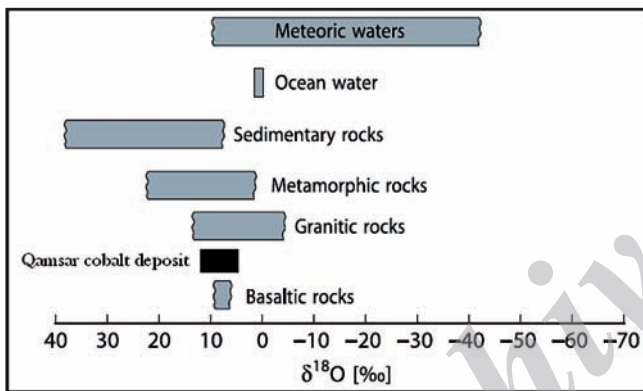 Meteoric waters
Ocean water
Sedimentary rocks
Metamorphic rocks
Granitic rocks
Qamsar cobalt deposit
Basaltic rocks
40 30 20 10 0 −10 −20 −30 −40 −50 −60 −70
δ¹⁸O [‰]